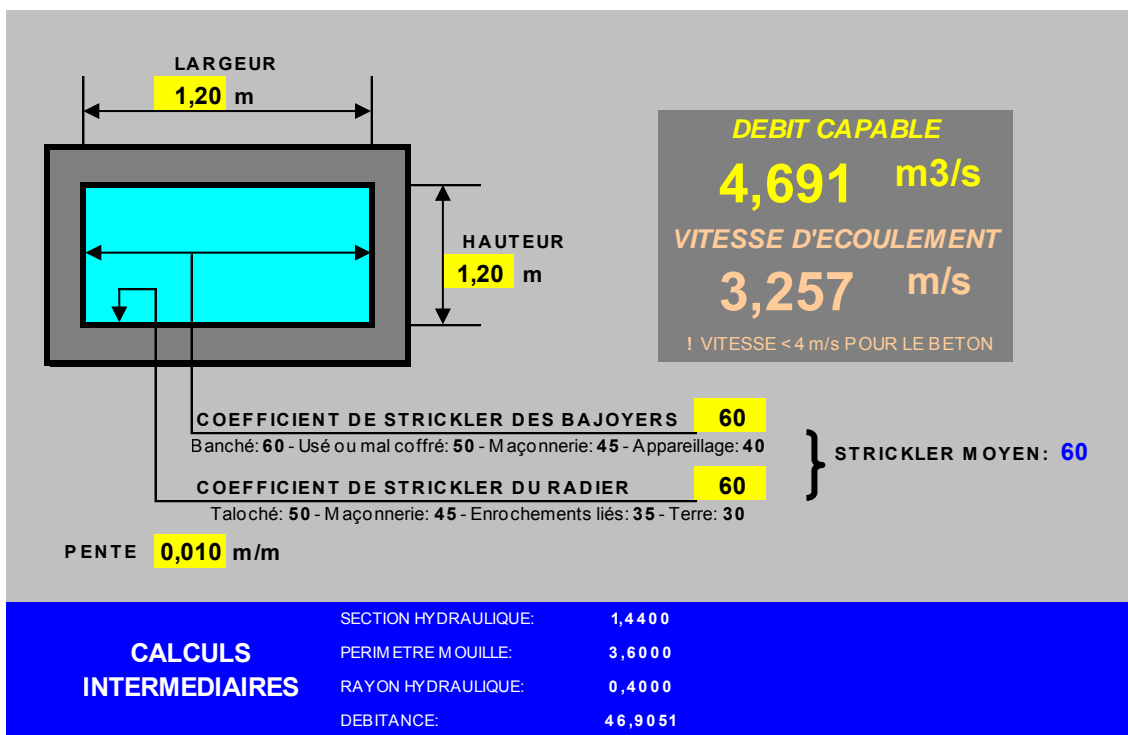 LARGEUR
1,20 m
DEBIT CAPABLE
4,691 m3/s
VITESSE D'ECOULEMENT
3,257 m/s
! VITESSE < 4 m/s POUR LE BETON
HAUTEUR
1,20 m
COEFFICIENT DE STRICKLER DES BAJOYERS 60
Banché: 60 - Usé ou mal coffré: 50 - Maçonnerie: 45 - Appareillage: 40
STRICKLER MOYEN: 60
COEFFICIENT DE STRICKLER DU RADIER 60
Taloché: 50 - Maçonnerie: 45 - Enrochements liés: 35 - Terre: 30
PENTE 0,010 m/m
CALCULS
INTERMEDIAIRES
SECTION HYDRAULIQUE: 1,4400
PERIMETRE MOUILLE: 3,6000
RAYON HYDRAULIQUE: 0,4000
DEBITANCE: 46,9051